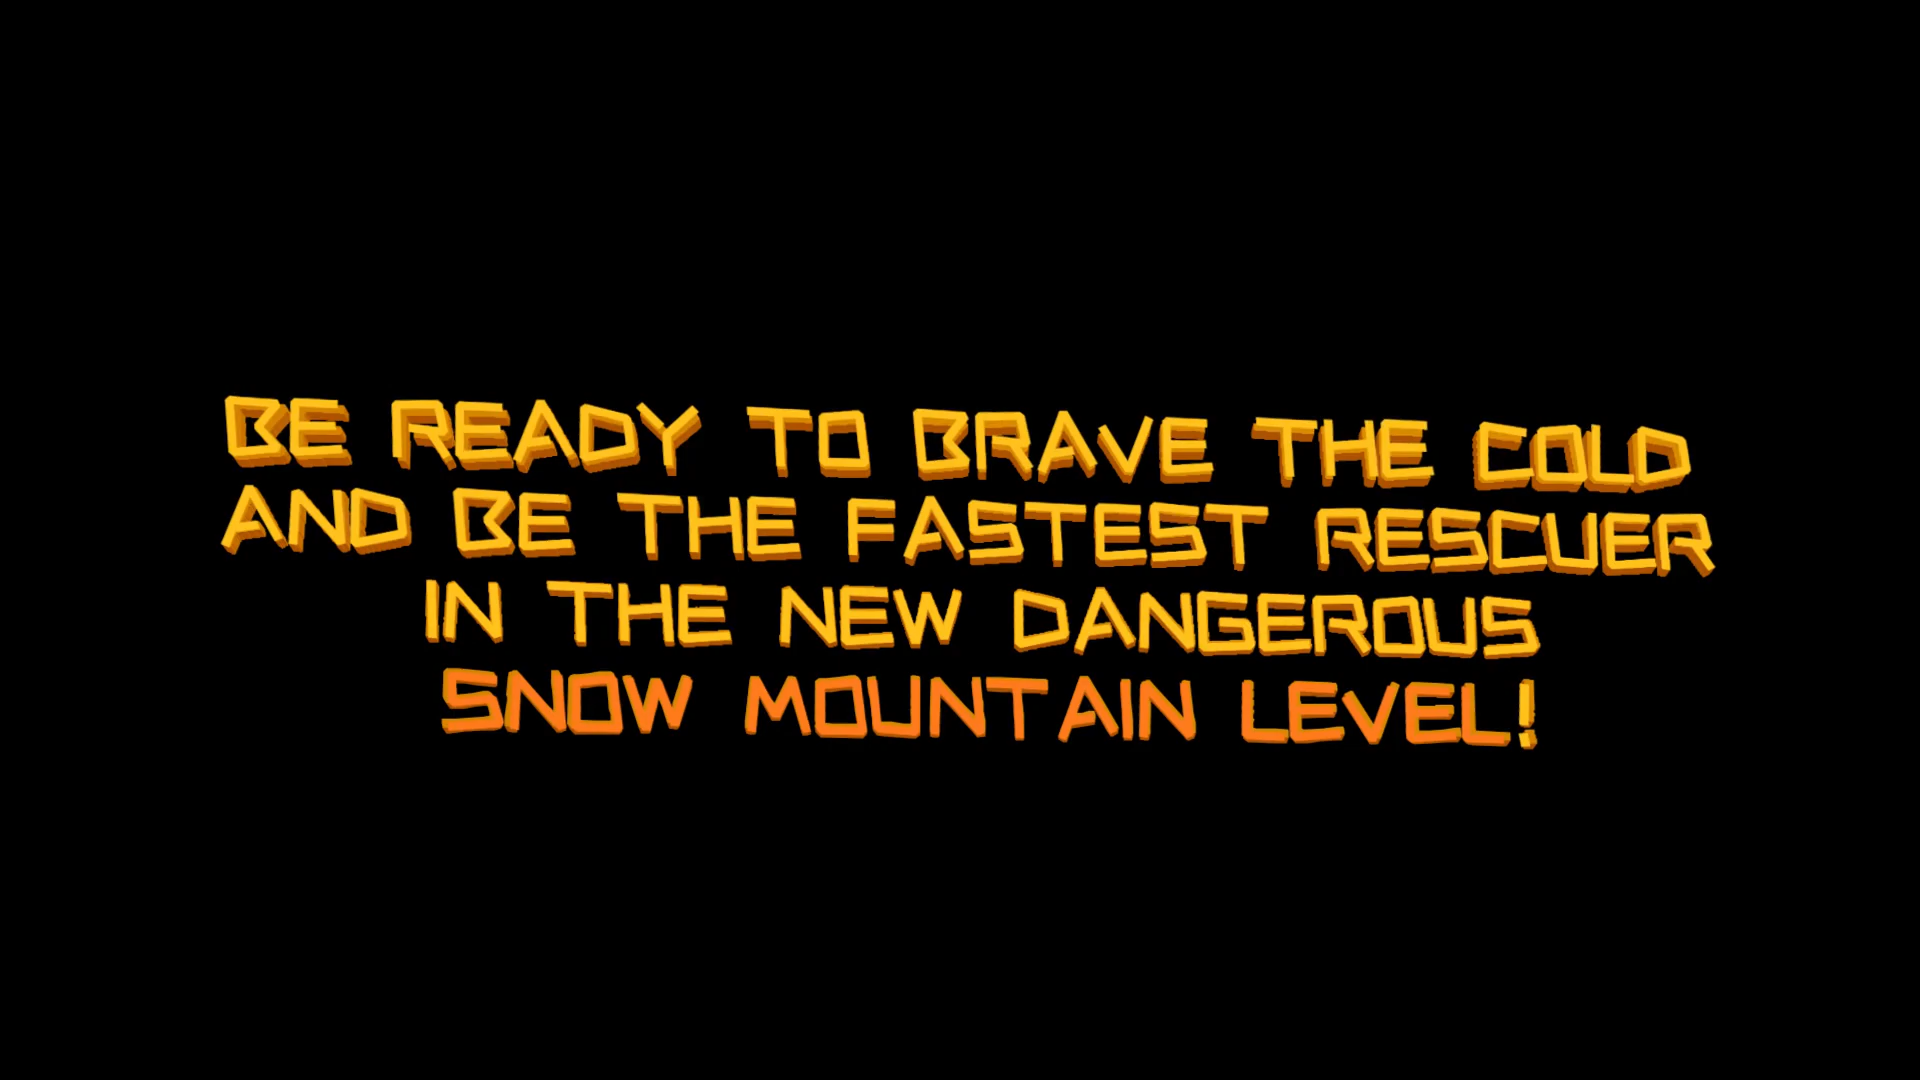 BE READY TO BRAVE THE COLD
AND BE THE FASTEST RESCUER
IN THE NEW DANGEROUS
SNOW MOUNTAIN LEVEL!